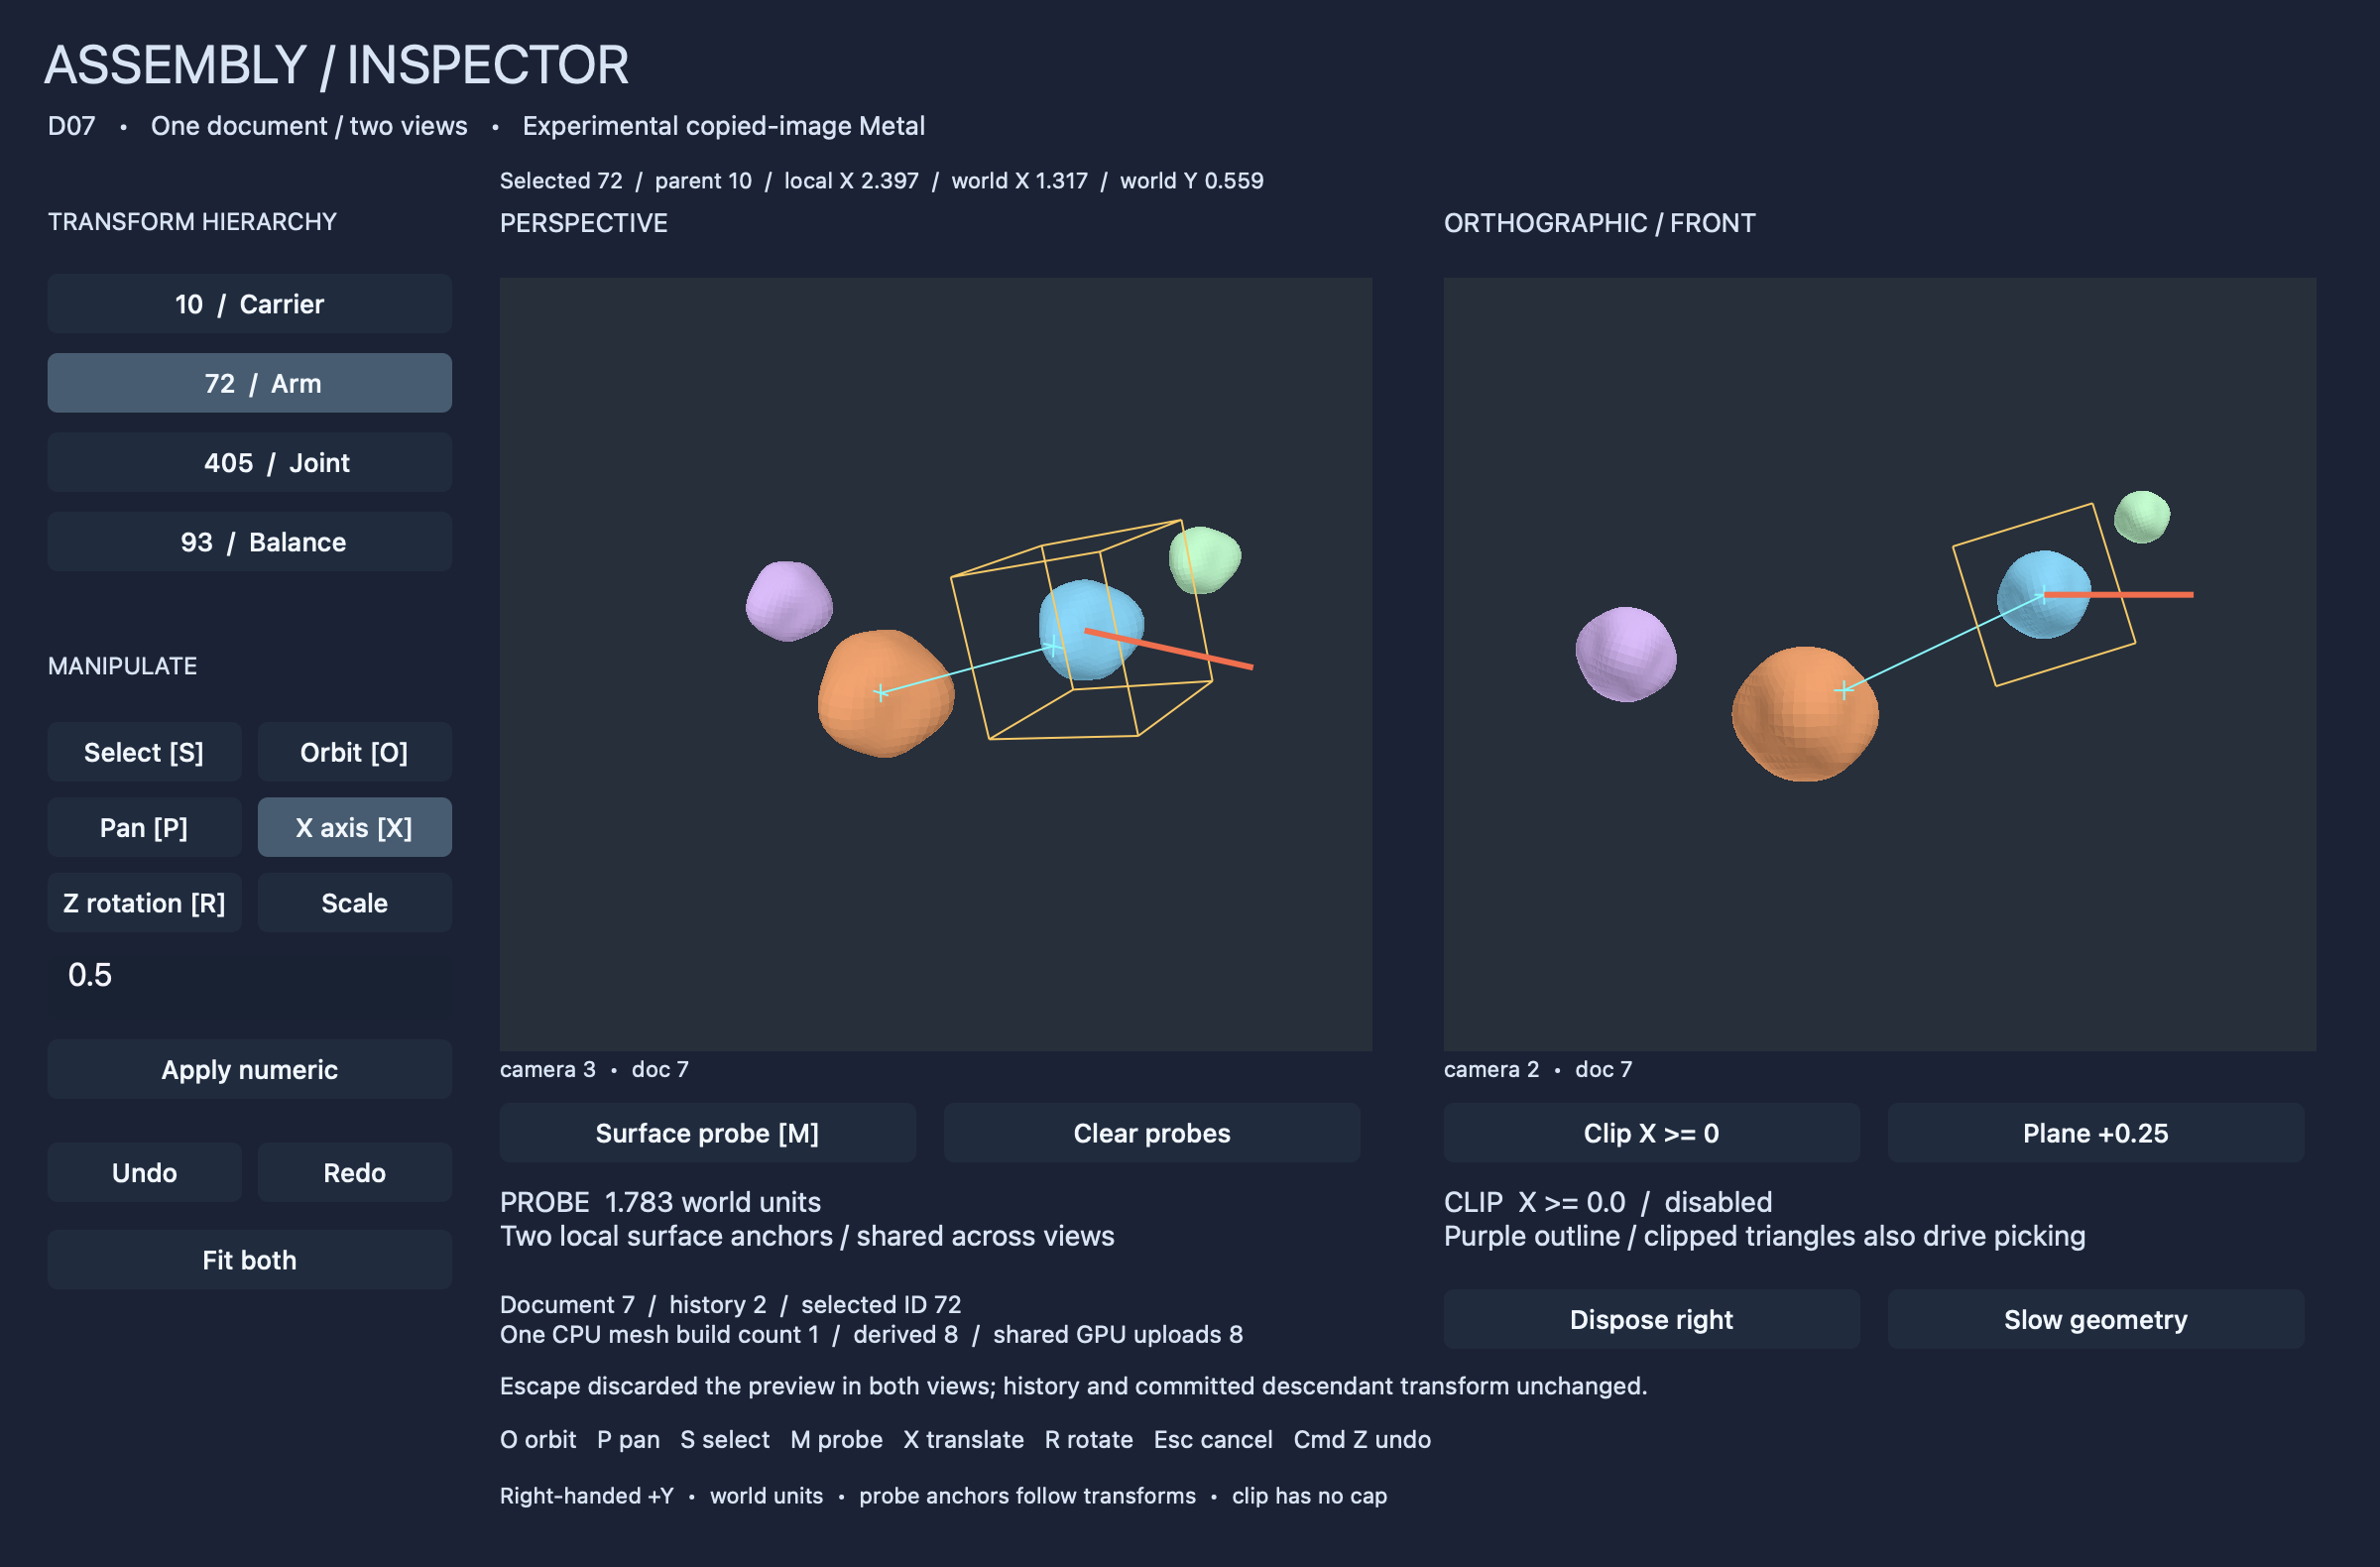 ASSEMBLY / INSPECTOR
D07 • One document / two views • Experimental copied-image Metal
Selected 72 / parent 10 / local X 2.397 / world X 1.317 / world Y 0.559
TRANSFORM HIERARCHY
10 / Carrier
72 / Arm
405 / Joint
93 / Balance
MANIPULATE
Select [S]
Orbit [O]
Pan [P]
X axis [X]
Z rotation [R]
Scale
0.5
Apply numeric
Undo
Redo
Fit both
PERSPECTIVE
camera 3 • doc 7
Surface probe [M]
Clear probes
PROBE 1.783 world units
Two local surface anchors / shared across views
ORTHOGRAPHIC / FRONT
camera 2 • doc 7
Clip X >= 0
Plane +0.25
CLIP X >= 0.0 / disabled
Purple outline / clipped triangles also drive picking
Dispose right
Slow geometry
Document 7 / history 2 / selected ID 72
One CPU mesh build count 1 / derived 8 / shared GPU uploads 8
Escape discarded the preview in both views; history and committed descendant transform unchanged.
O orbit P pan S select M probe X translate R rotate Esc cancel Cmd Z undo
Right-handed +Y • world units • probe anchors follow transforms • clip has no cap